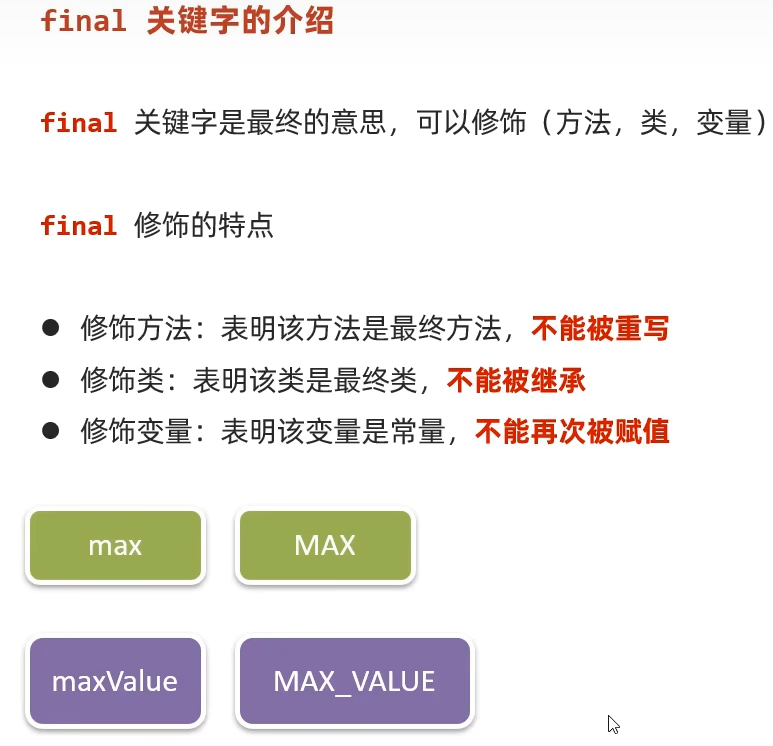 final 关键字的介绍
final 关键字是最终的意思，可以修饰（方法，类，变量）
final 修饰的特点
● 修饰方法：表明该方法是最终方法，不能被重写
● 修饰类：表明该类是最终类，不能被继承
● 修饰变量：表明该变量是常量，不能再次被赋值
max MAX
maxValue MAX_VALUE